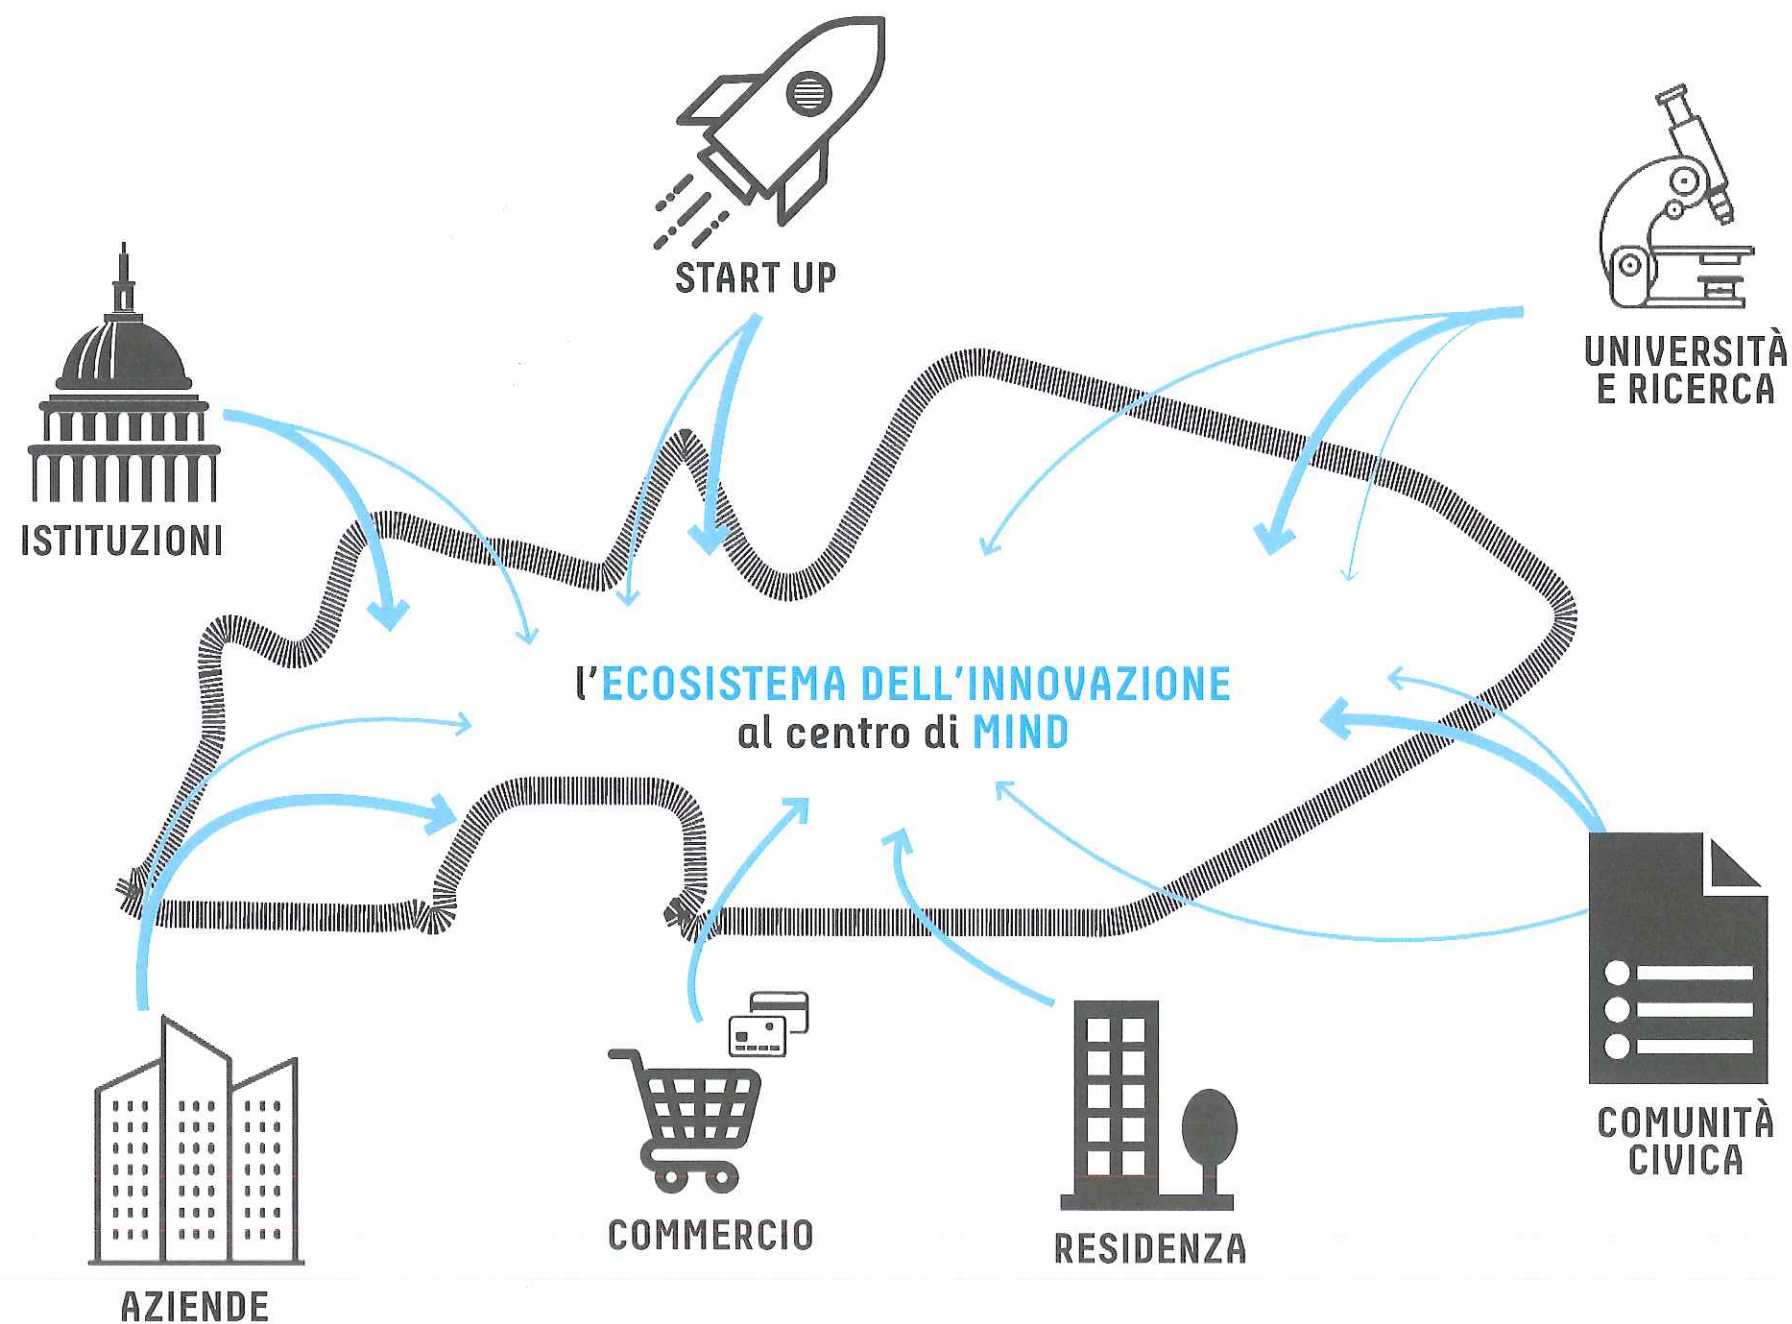 START UP
UNIVERSITÀ
E RICERCA
ISTITUZIONI
l'ECOSISTEMA DELL'INNOVAZIONE
al centro di MIND
COMUNITÀ
CIVICA
COMMERCIO
RESIDENZA
AZIENDE